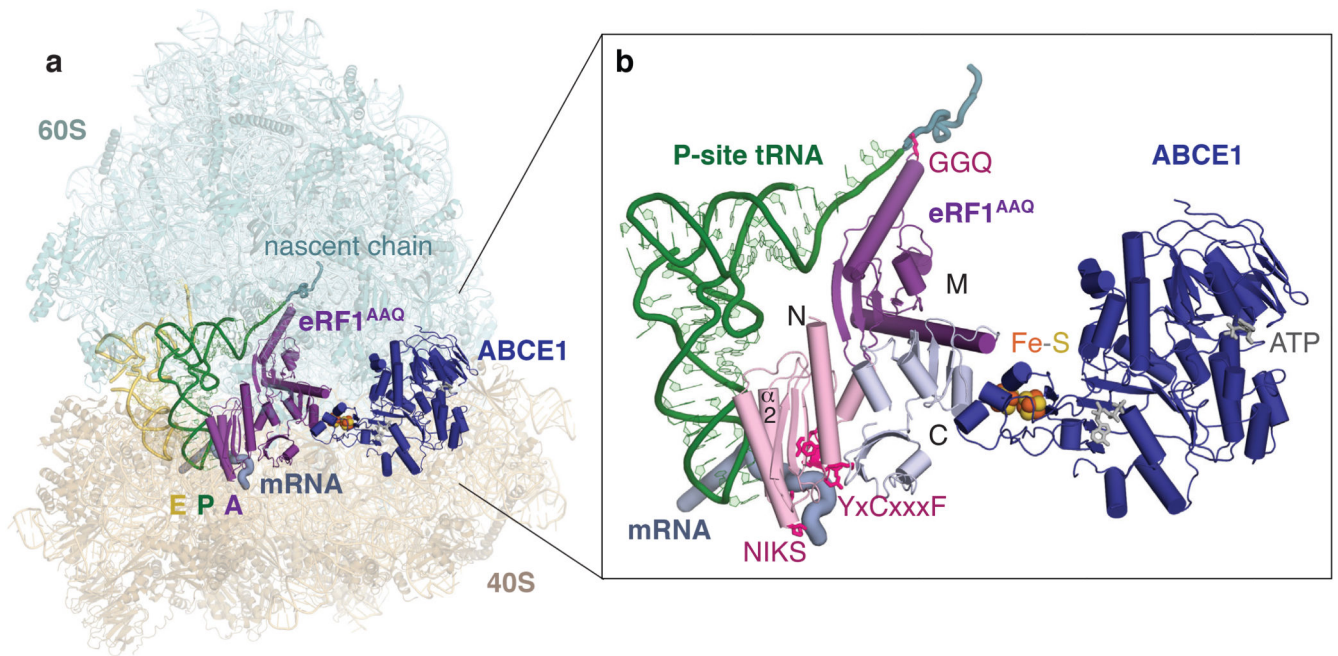 a
60S
nascent chain
eRF1AAQ
ABCE1
mRNA
E P A
40S
b
P-site tRNA
GGQ
ABCE1
eRF1AAQ
M
N
Fe-S
ATP
α
2
C
YxCxxxF
mRNA
NIKS